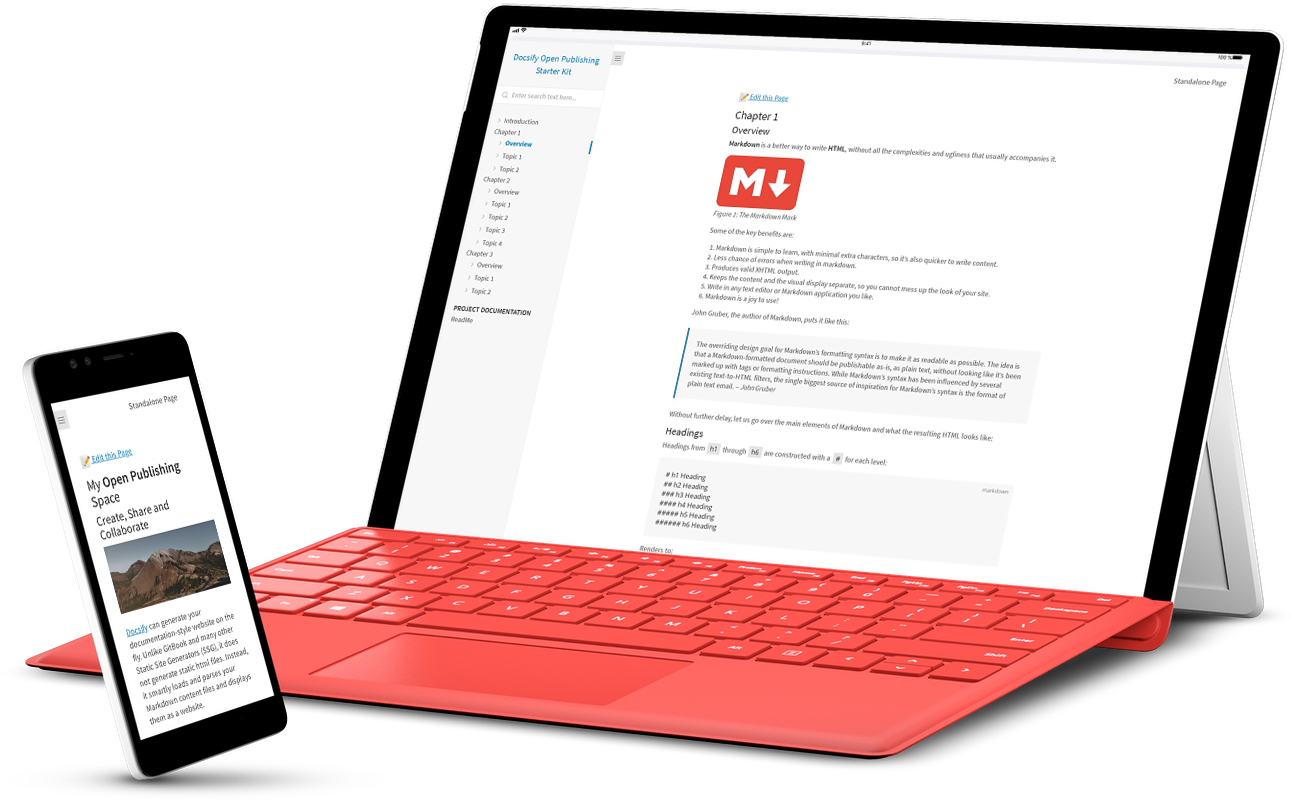 9:41
100 %
Docsify Open Publishing
Starter Kit
Enter search text here...
Introduction
Chapter 1
Overview
Topic 1
Topic 2
Chapter 2
Overview
Topic 1
Topic 2
Topic 3
Topic 4
Chapter 3
Overview
Topic 1
Topic 2
PROJECT DOCUMENTATION
ReadMe
Standalone Page
Edit this Page
Chapter 1
Overview
Markdown is a better way to write HTML, without all the complexities and ugliness that usually accompanies it.
M
Figure 1: The Markdown Mark
Some of the key benefits are:
1. Markdown is simple to learn, with minimal extra characters, so it's also quicker to write content.
2. Less chance of errors when writing in markdown.
3. Produces valid XHTML output.
4. Keeps the content and the visual display separate, so you cannot mess up the look of your site.
5. Write in any text editor or Markdown application you like.
6. Markdown is a joy to use!
John Gruber, the author of Markdown, puts it like this:
The overriding design goal for Markdown's formatting syntax is to make it as readable as possible. The idea is
that a Markdown-formatted document should be publishable as-is, as plain text, without looking like it's been
marked up with tags or formatting instructions. While Markdown's syntax has been influenced by several
existing text-to-HTML filters, the single biggest source of inspiration for Markdown's syntax is the format of
plain text email. – John Gruber
Without further delay, let us go over the main elements of Markdown and what the resulting HTML looks like:
Headings
Headings from h1 through h6 are constructed with a # for each level:
markdown
# h1 Heading
## h2 Heading
### h3 Heading
#### h4 Heading
##### h5 Heading
###### h6 Heading
Renders to:
Standalone Page
Edit this Page
My Open Publishing
Space
Create, Share and
Collaborate
Docsify can generate your
documentation-style website on the
fly. Unlike GitBook and many other
Static Site Generators (SSG), it does
not generate static html files. Instead,
it smartly loads and parses your
Markdown content files and displays
them as a website.
Backspace
Enter
Shift
Alt